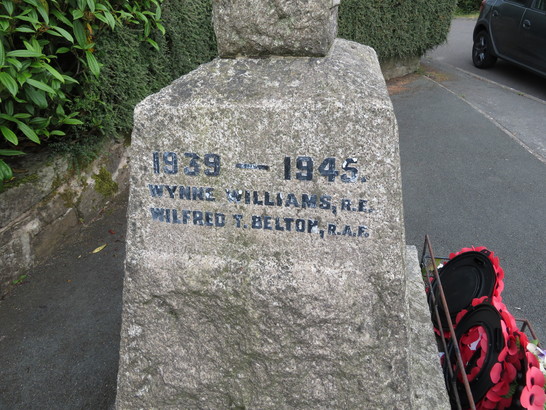 1939 — 1945.
WYNNE WILLIAMS, R.E.
WILFRED T. BELTON, R.A.F.